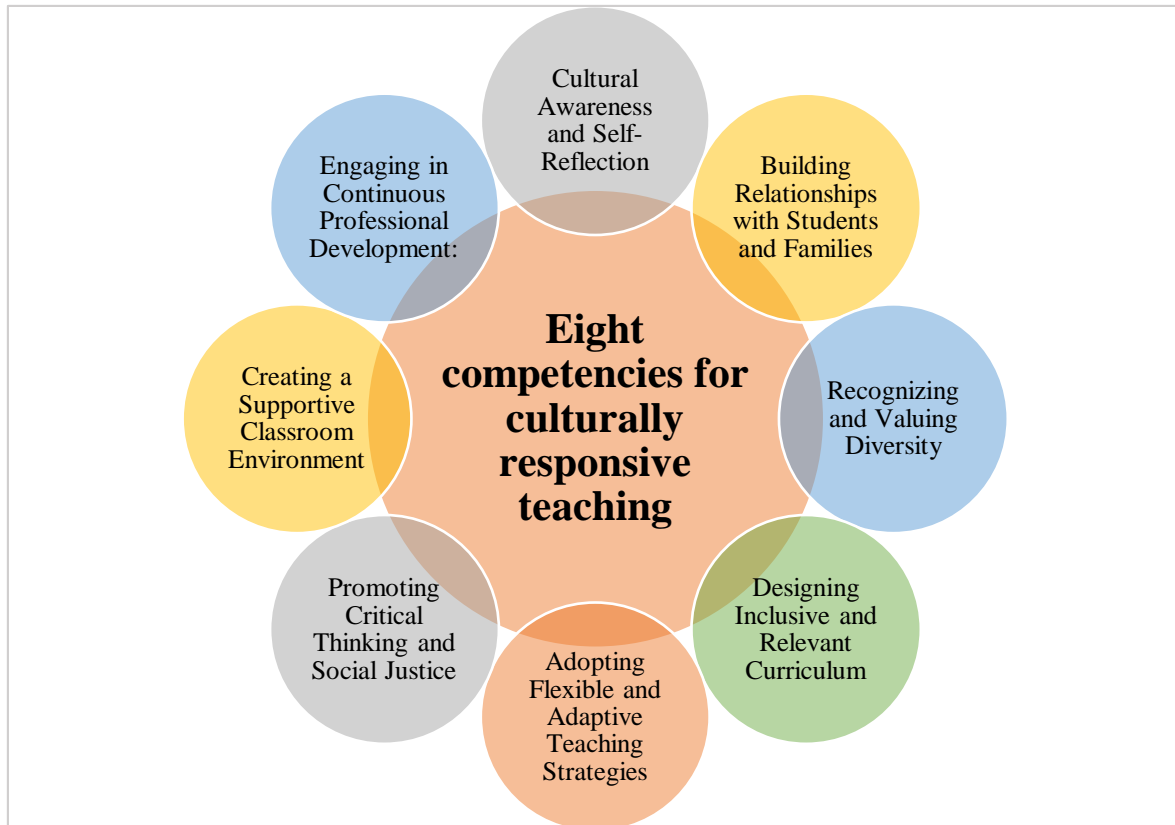 Cultural
Awareness
and Self-
Reflection
Building
Relationships
with Students
and Families
Recognizing
and Valuing
Diversity
Designing
Inclusive and
Relevant
Curriculum
Adopting
Flexible and
Adaptive
Teaching
Strategies
Promoting
Critical
Thinking and
Social Justice
Creating a
Supportive
Classroom
Environment
Engaging in
Continuous
Professional
Development:
Eight
competencies for
culturally
responsive
teaching